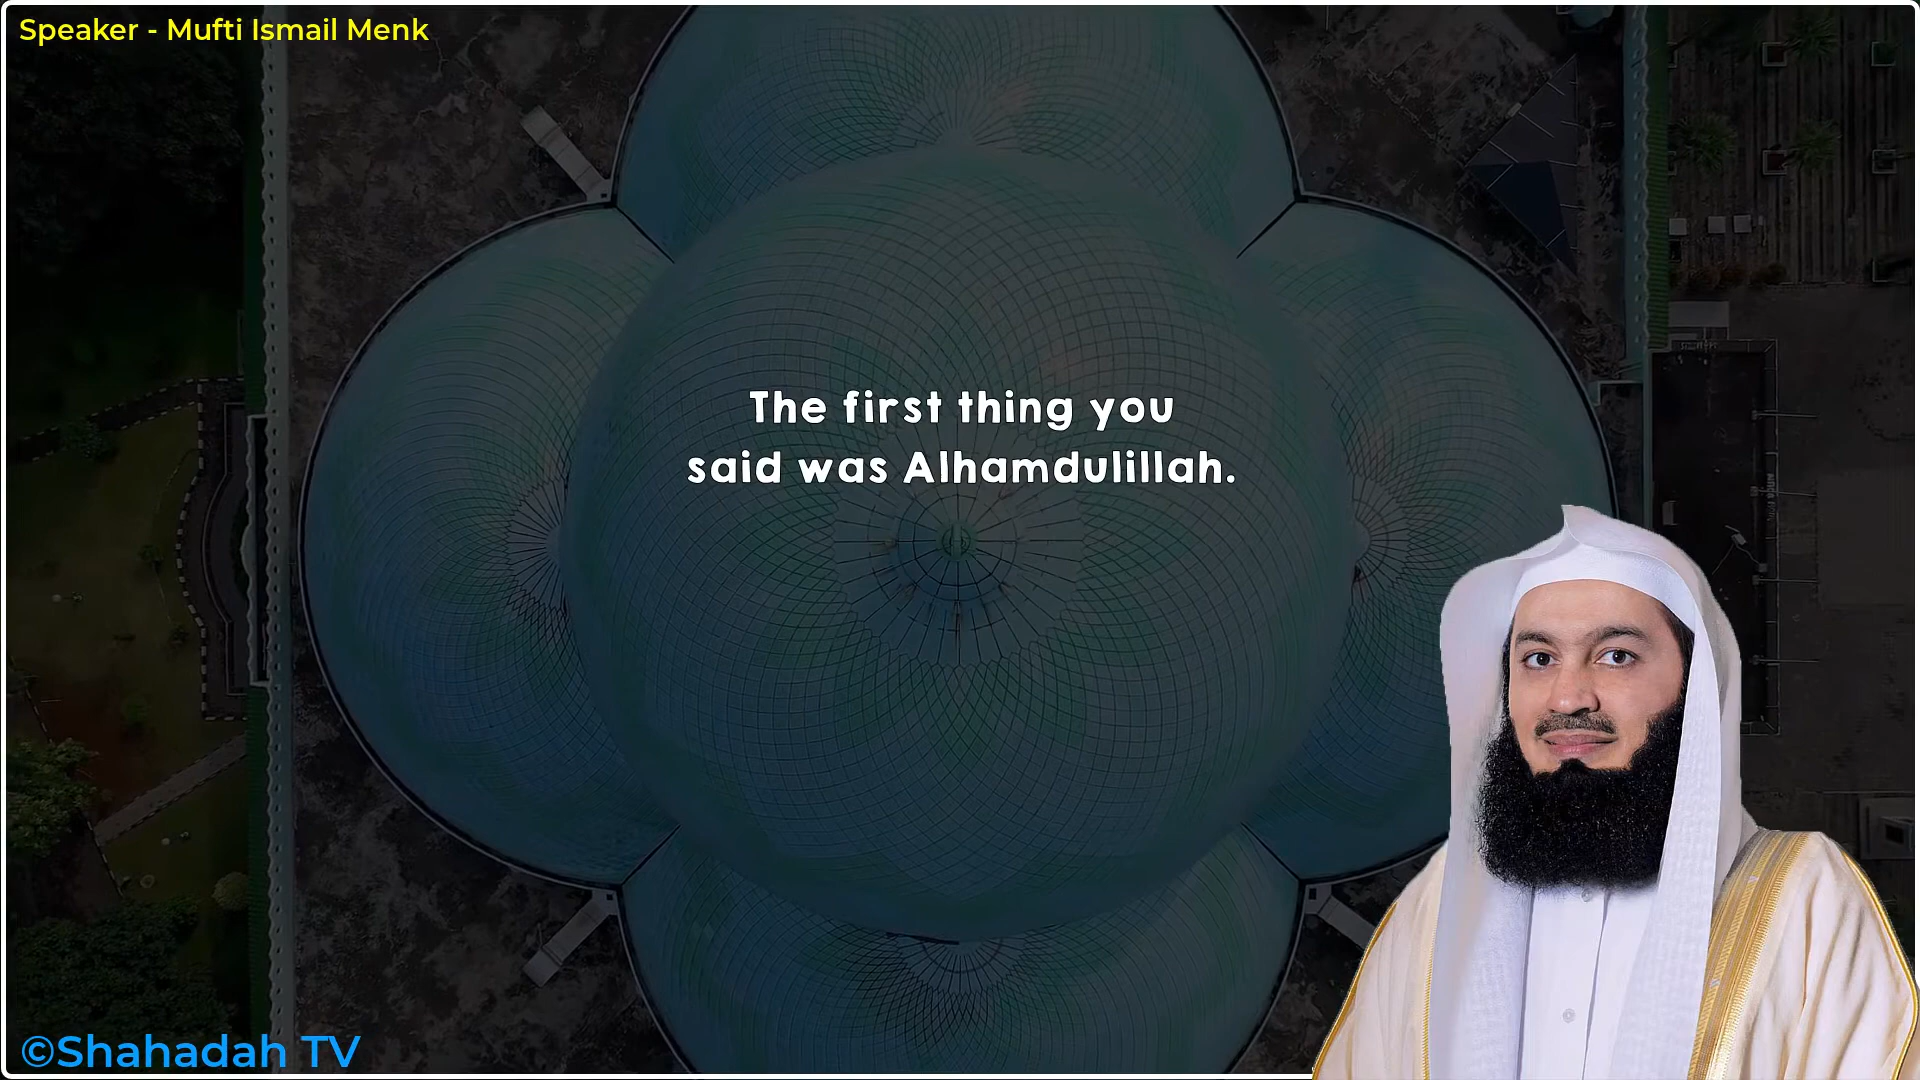 Speaker - Mufti Ismail Menk
The first thing you
said was Alhamdulillah.
©Shahadah TV